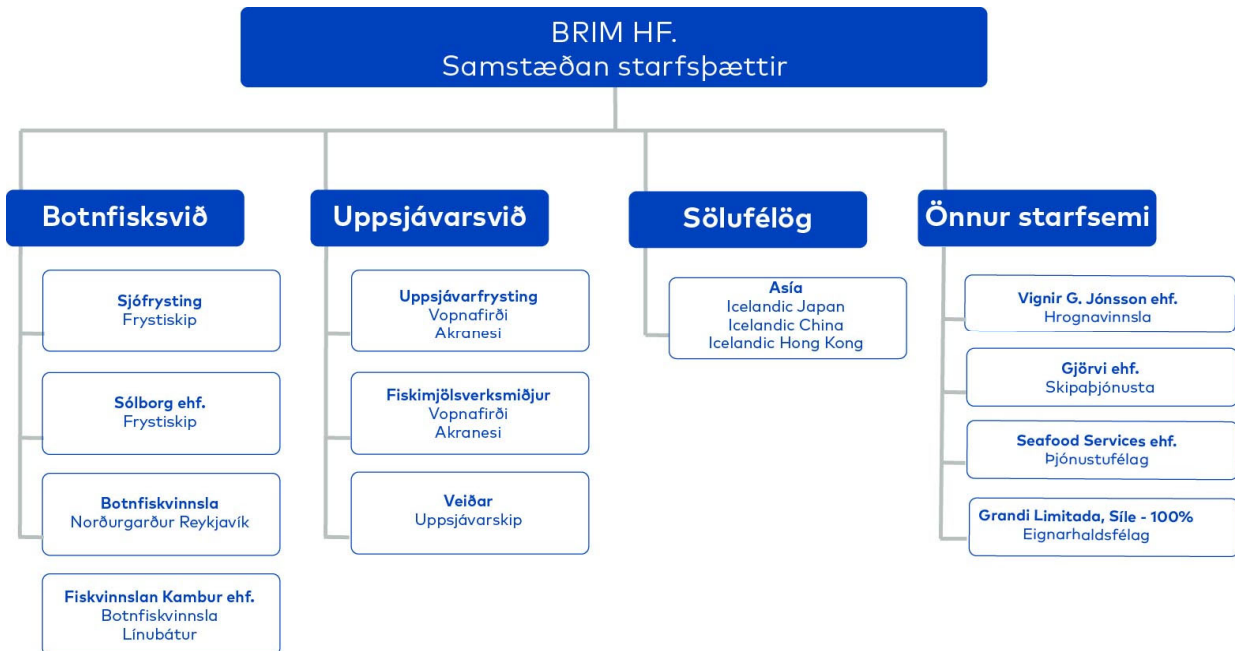 BRIM HF.
Samstæðan starfsþættir
Botnfisksvið
Sjófrysting
Frystiskip
Sólborg ehf.
Frystiskip
Botnfiskvinnsla
Norðurgarður Reykjavík
Fiskvinnslan Kambur ehf.
Botnfiskvinnsla
Línubátur
Uppsjávarsvið
Uppsjávarfrysting
Vopnafirði
Akranesi
Fiskimjölsverksmiðjur
Vopnafirði
Akranesi
Veiðar
Uppsjávarskip
Sölufélög
Asía
Icelandic Japan
Icelandic China
Icelandic Hong Kong
Önnur starfsemi
Vignir G. Jónsson ehf.
Hrognavinnsla
Gjörvi ehf.
Skipaþjónusta
Seafood Services ehf.
Þjónustufélag
Grandi Limitada, Síle - 100%
Eignarhaldsfélag